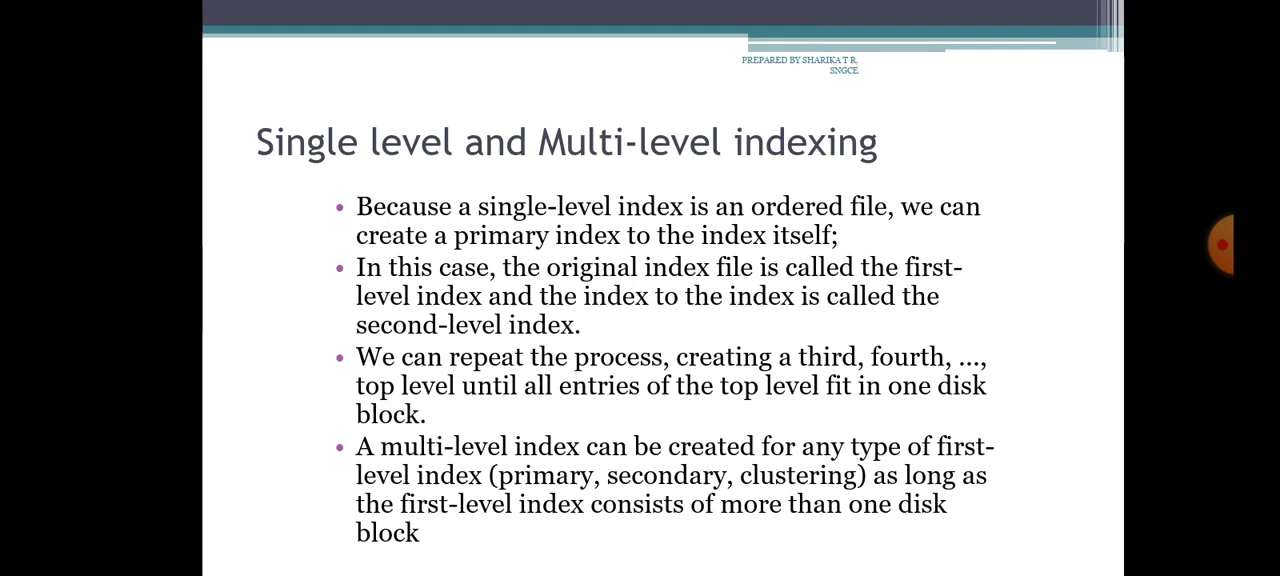 PREPARED BY SHARIKA T R,
SNGCE
Single level and Multi-level indexing
• Because a single-level index is an ordered file, we can
create a primary index to the index itself;
• In this case, the original index file is called the first-
level index and the index to the index is called the
second-level index.
• We can repeat the process, creating a third, fourth, ...,
top level until all entries of the top level fit in one disk
block.
• A multi-level index can be created for any type of first-
level index (primary, secondary, clustering) as long as
the first-level index consists of more than one disk
block